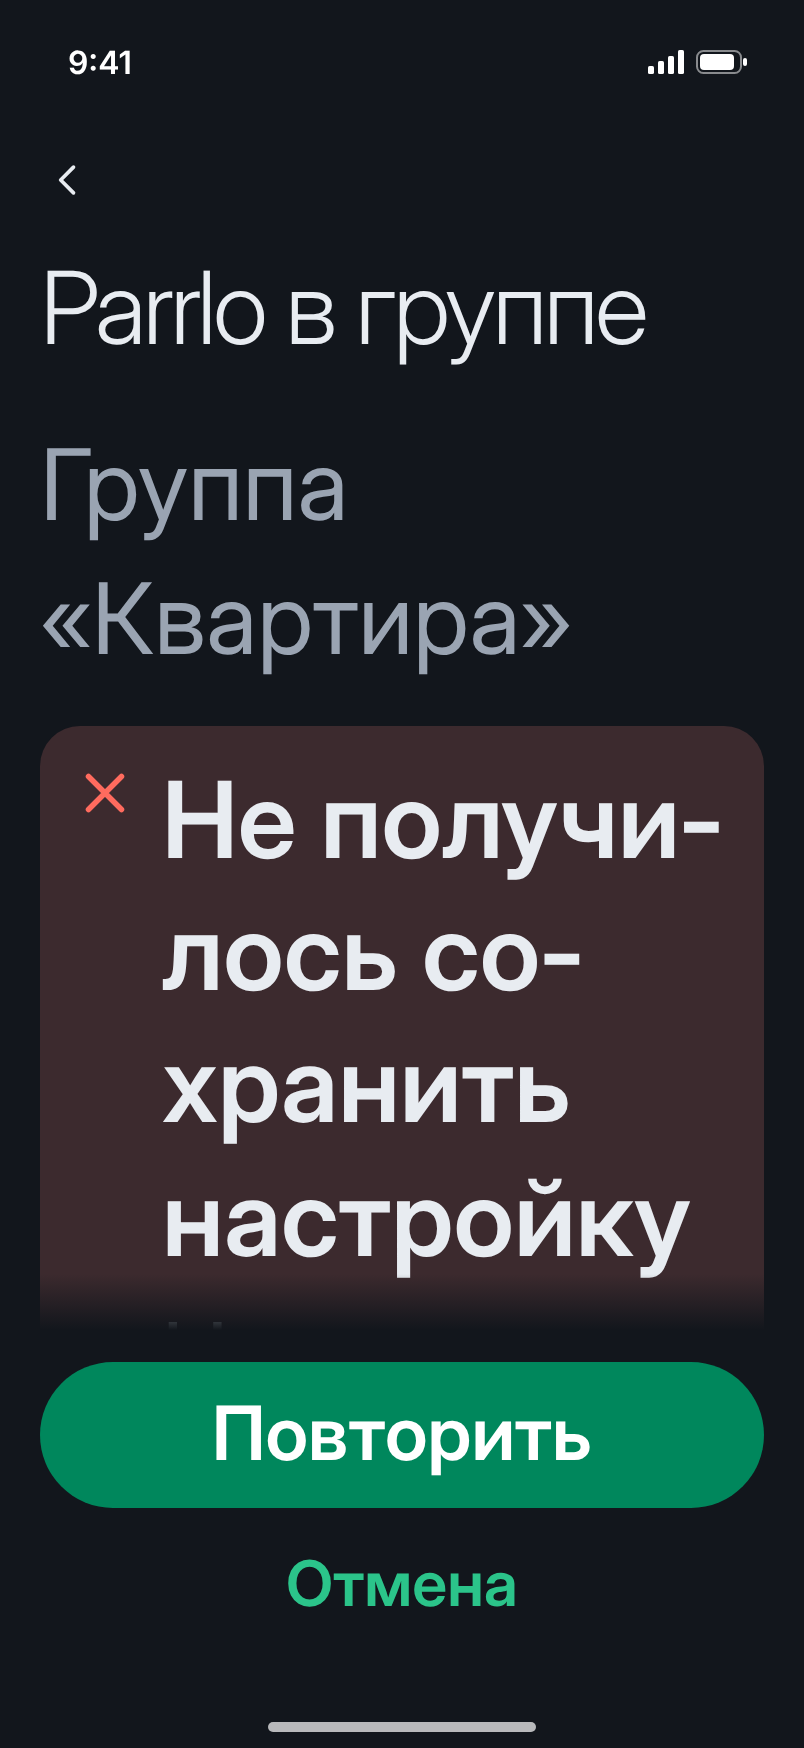 9:41
Parrlo в группе
Группа
«Квартира»
Не получи-
лось со-
хранить
настройку
Повторить
Отмена